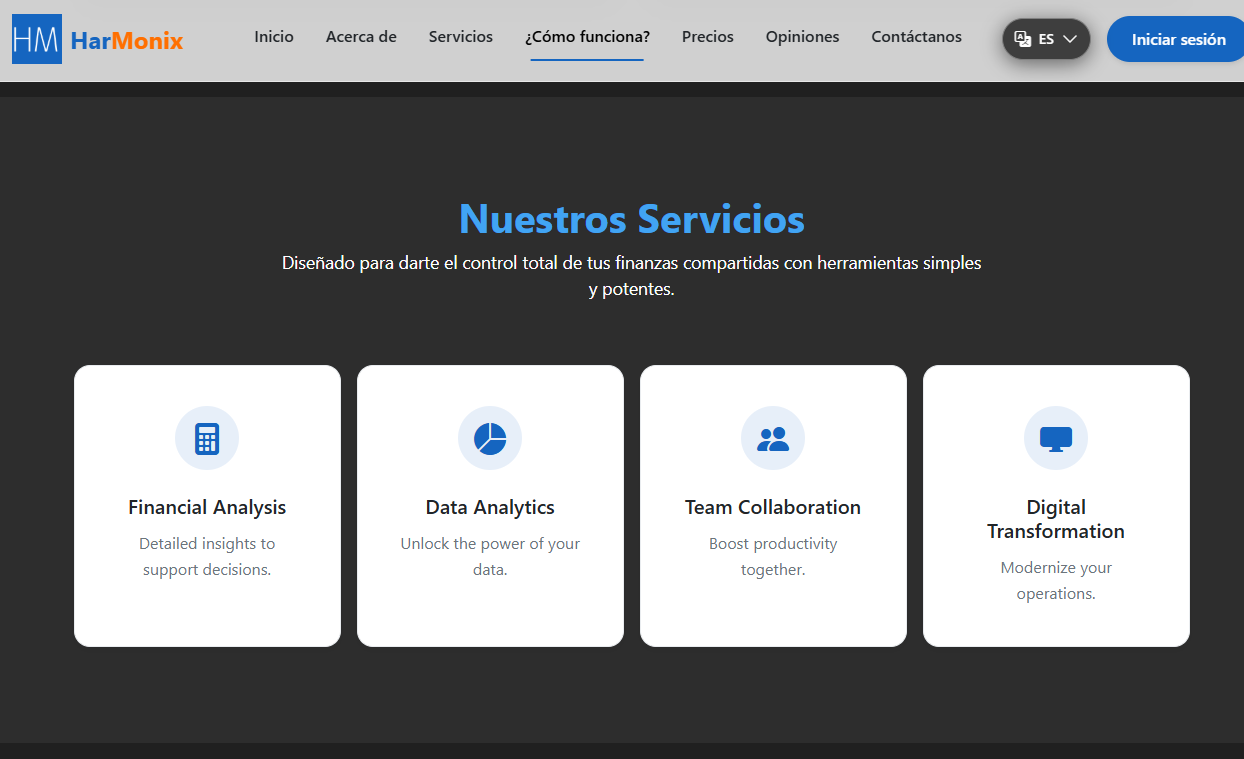 HM HarMonix Inicio Acerca de Servicios ¿Cómo funciona? Precios Opiniones Contáctanos ES Iniciar sesión
Nuestros Servicios
Diseñado para darte el control total de tus finanzas compartidas con herramientas simples
y potentes.
Financial Analysis
Detailed insights to
support decisions.
Data Analytics
Unlock the power of your
data.
Team Collaboration
Boost productivity
together.
Digital
Transformation
Modernize your
operations.